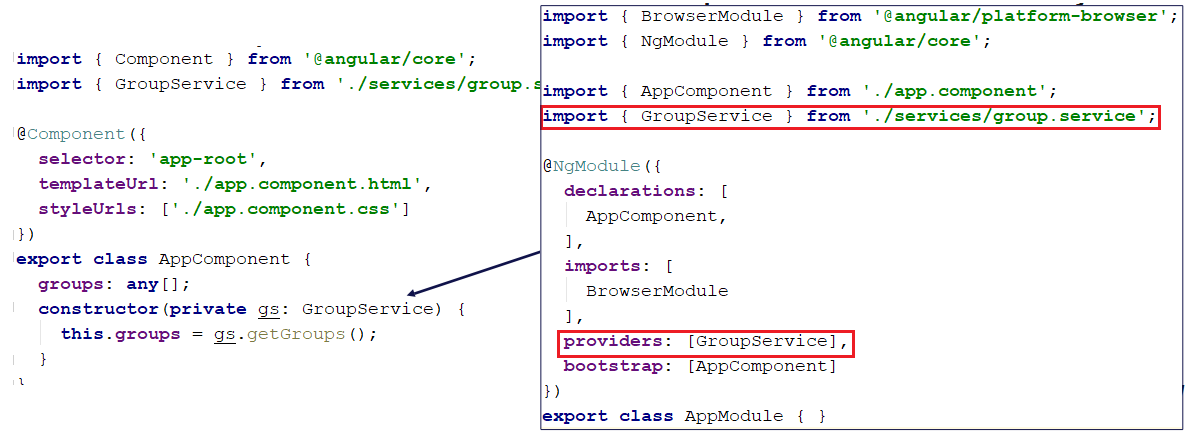 import { Component } from '@angular/core';
import { GroupService } from './services/group.s
@Component({
selector: 'app-root',
templateUrl: './app.component.html',
styleUrls: ['./app.component.css']
})
export class AppComponent {
groups: any[];
constructor(private gs: GroupService) {
this.groups = gs.getGroups();
}
}
import { BrowserModule } from '@angular/platform-browser';
import { NgModule } from '@angular/core';
import { AppComponent } from './app.component';
import { GroupService } from './services/group.service';
@NgModule({
declarations: [
AppComponent,
],
imports: [
BrowserModule
],
providers: [GroupService],
bootstrap: [AppComponent]
})
export class AppModule { }